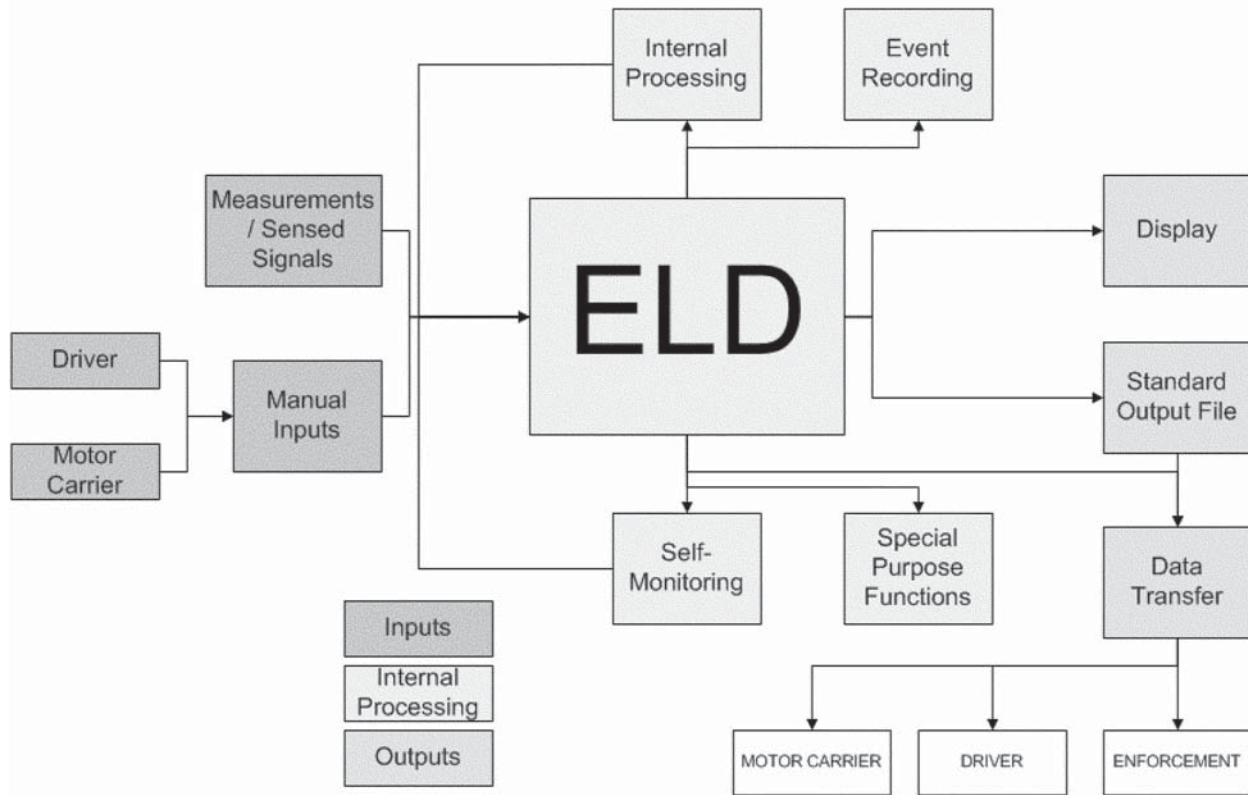 Internal
Processing
Event
Recording
Measurements
/ Sensed
Signals
ELD
Display
Driver
Manual
Inputs
Standard
Output File
Motor
Carrier
Self-
Monitoring
Special
Purpose
Functions
Data
Transfer
Inputs
Internal
Processing
Outputs
MOTOR CARRIER
DRIVER
ENFORCEMENT